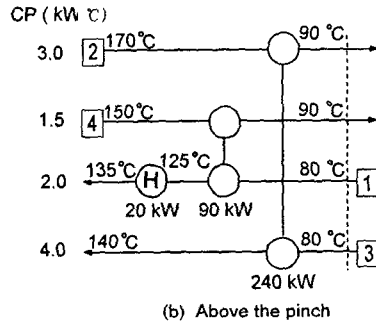 CP ( kW ℃)
3.0 2 170℃ 90 ℃
1.5 4 150℃ 90 ℃
2.0 135℃ H 125℃ 80 ℃ 1
20 kW 90 kW
4.0 140℃ 80 ℃ 3
240 kW
(b) Above the pinch